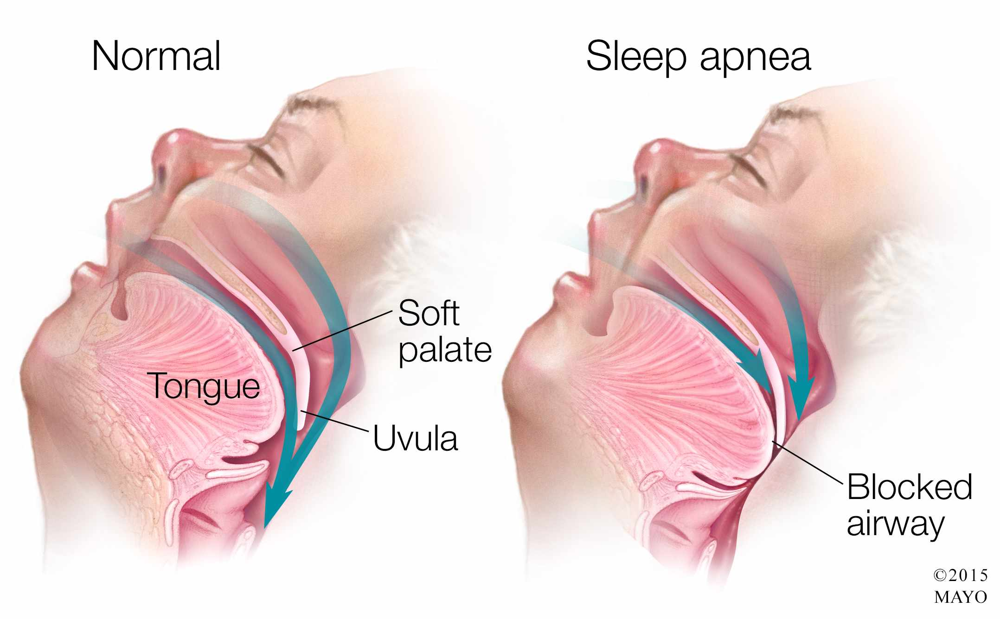 Normal
Sleep apnea
Soft
palate
Tongue
Uvula
Blocked
airway
©2015
MAYO